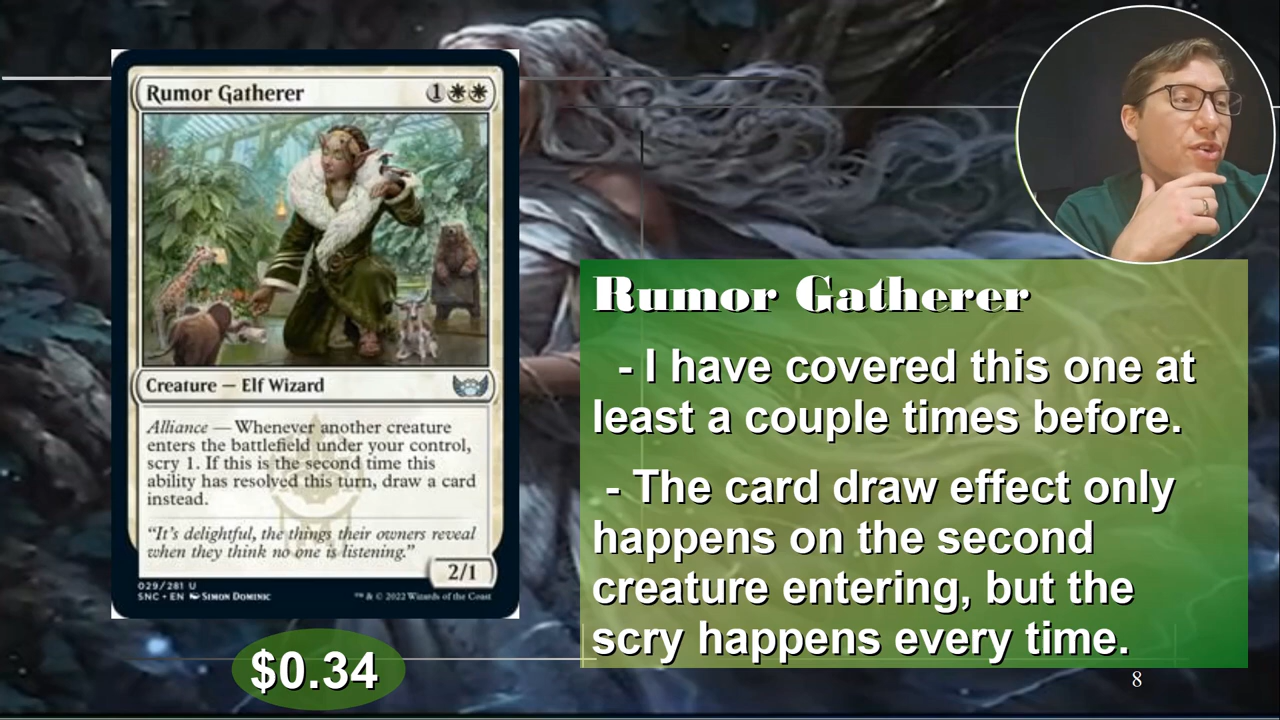 Rumor Gatherer 1
Creature — Elf Wizard
Alliance — Whenever another creature
enters the battlefield under your control,
scry 1. If this is the second time this
ability has resolved this turn, draw a card
instead.
“It’s delightful, the things their owners reveal
when they think no one is listening.”
2/1
029/281 U
SNC • EN Simon Dominic
™ & © 2022 Wizards of the Coast
$0.34
Rumor Gatherer
- I have covered this one at
least a couple times before.
- The card draw effect only
happens on the second
creature entering, but the
scry happens every time.
8